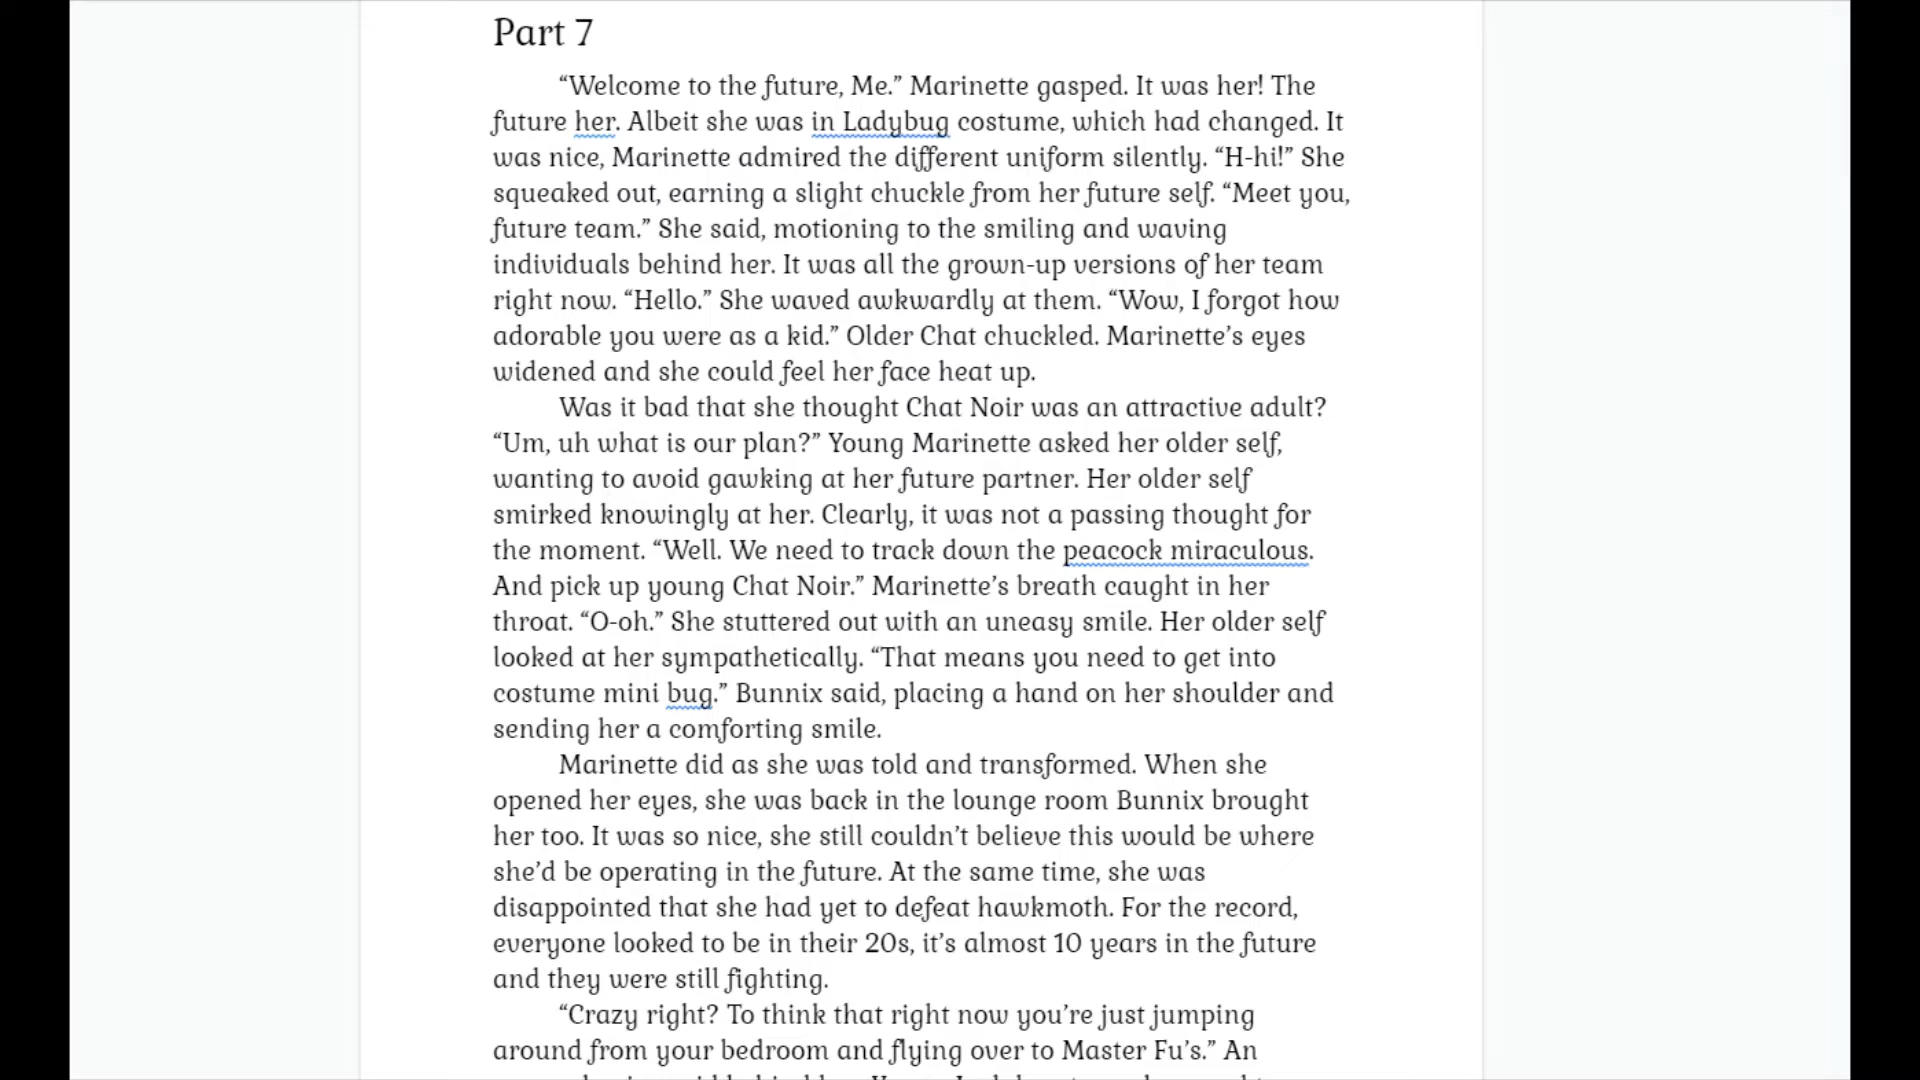 Part 7
“Welcome to the future, Me.” Marinette gasped. It was her! The
future her. Albeit she was in Ladybug costume, which had changed. It
was nice, Marinette admired the different uniform silently. “H-hi!” She
squeaked out, earning a slight chuckle from her future self. “Meet you,
future team.” She said, motioning to the smiling and waving
individuals behind her. It was all the grown-up versions of her team
right now. “Hello.” She waved awkwardly at them. “Wow, I forgot how
adorable you were as a kid.” Older Chat chuckled. Marinette’s eyes
widened and she could feel her face heat up.
Was it bad that she thought Chat Noir was an attractive adult?
“Um, uh what is our plan?” Young Marinette asked her older self,
wanting to avoid gawking at her future partner. Her older self
smirked knowingly at her. Clearly, it was not a passing thought for
the moment. “Well. We need to track down the peacock miraculous.
And pick up young Chat Noir.” Marinette’s breath caught in her
throat. “O-oh.” She stuttered out with an uneasy smile. Her older self
looked at her sympathetically. “That means you need to get into
costume mini bug.” Bunnix said, placing a hand on her shoulder and
sending her a comforting smile.
Marinette did as she was told and transformed. When she
opened her eyes, she was back in the lounge room Bunnix brought
her too. It was so nice, she still couldn’t believe this would be where
she’d be operating in the future. At the same time, she was
disappointed that she had yet to defeat hawkmoth. For the record,
everyone looked to be in their 20s, it’s almost 10 years in the future
and they were still fighting.
“Crazy right? To think that right now you’re just jumping
around from your bedroom and flying over to Master Fu’s.” An